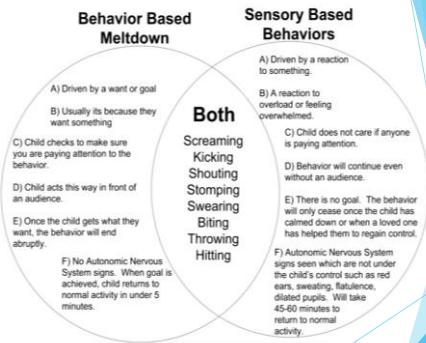 Behavior Based
Meltdown
A) Driven by a want or goal
B) Usually its because they
want something
C) Child checks to make sure
you are paying attention to the
behavior.
D) Child acts this way in front of
an audience.
E) Once the child gets what they
want, the behavior will end
abruptly.
F) No Autonomic Nervous
System signs. When goal is
achieved, child returns to
normal activity in under 5
minutes.
Both
Screaming
Kicking
Shouting
Stomping
Swearing
Biting
Throwing
Hitting
Sensory Based
Behaviors
A) Driven by a reaction
to something.
B) A reaction to
overload or feeling
overwhelmed.
C) Child does not care if anyone
is paying attention.
D) Behavior will continue even
without an audience.
E) There is no goal. The behavior
will only cease once the child has
calmed down or when a loved one
has helped them to regain control.
F) Autonomic Nervous System
signs seen which are not under
the child's control such as red
ears, sweating, flatulence,
dilated pupils. Will take
45-60 minutes to
return to normal
activity.